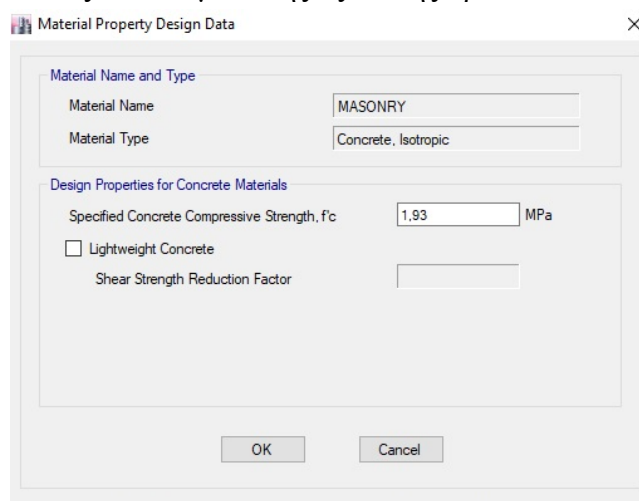 Material Property Design Data
Material Name and Type
Material Name MASONRY
Material Type Concrete, Isotropic
Design Properties for Concrete Materials
Specified Concrete Compressive Strength, f'c 1,93 MPa
Lightweight Concrete
Shear Strength Reduction Factor
OK Cancel